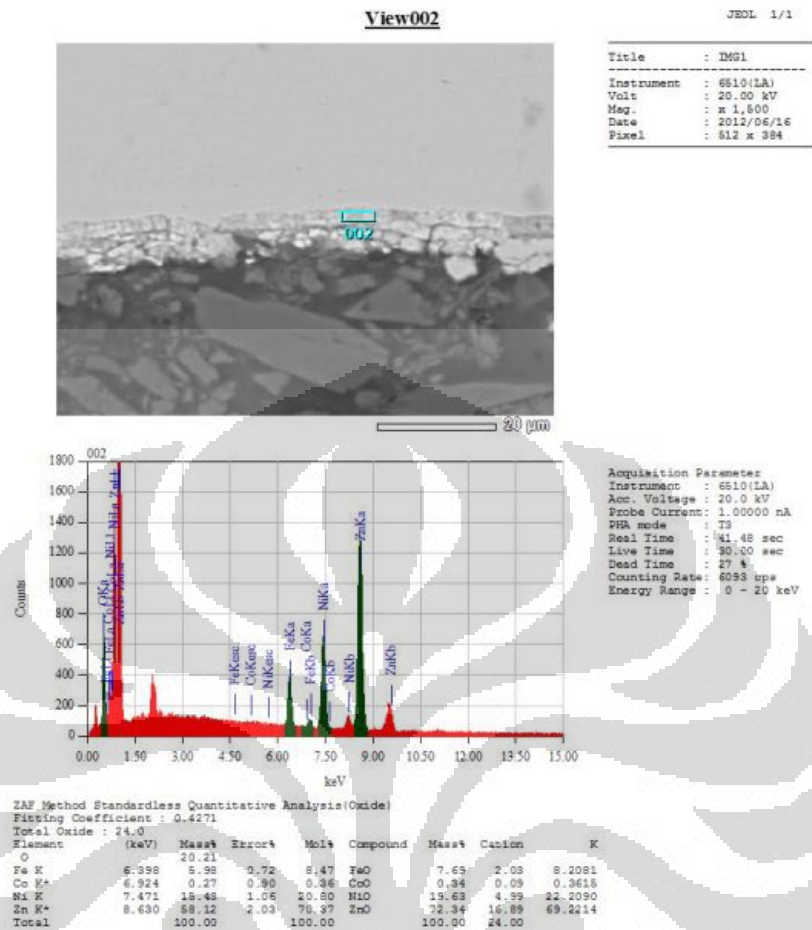 View002
JEOL 1/1
Title : IMG1
Instrument : 6510(LA)
Volt : 20.00 kV
Mag. : x 1,500
Date : 2012/06/16
Pixel : 512 x 384
002
20 µm
002
1800
1600
1400
1200
1000
800
600
400
200
0
Counts
OKa
FeKesc
CoKesc
NiKesc
FeKa
CoKa
FeKb
NiKa
CoKb
NiKb
ZnKa
ZnKb
0.00 1.50 3.00 4.50 6.00 7.50 9.00 10.50 12.00 13.50 15.00
keV
Acquisition Parameter
Instrument : 6510(LA)
Acc. Voltage : 20.0 kV
Probe Current: 1.00000 nA
PHA mode : T3
Real Time : 41.48 sec
Live Time : 30.00 sec
Dead Time : 27 %
Counting Rate: 6093 cps
Energy Range : 0 - 20 keV
ZAF Method Standardless Quantitative Analysis(Oxide)
Fitting Coefficient : 0.4271
Total Oxide : 24.0
Element (keV) Mass% Error% Mol% Compound Mass% Cation K
O 20.21
Fe K 6.398 5.98 0.72 8.47 FeO 7.69 2.03 8.2081
Co K* 6.924 0.27 0.90 0.36 CoO 0.34 0.09 0.3615
Ni K 7.471 15.43 1.06 20.80 NiO 19.63 4.99 22.2090
Zn K* 8.630 58.12 2.03 70.37 ZnO 72.34 16.89 69.2214
Total 100.00 100.00 100.00 24.00